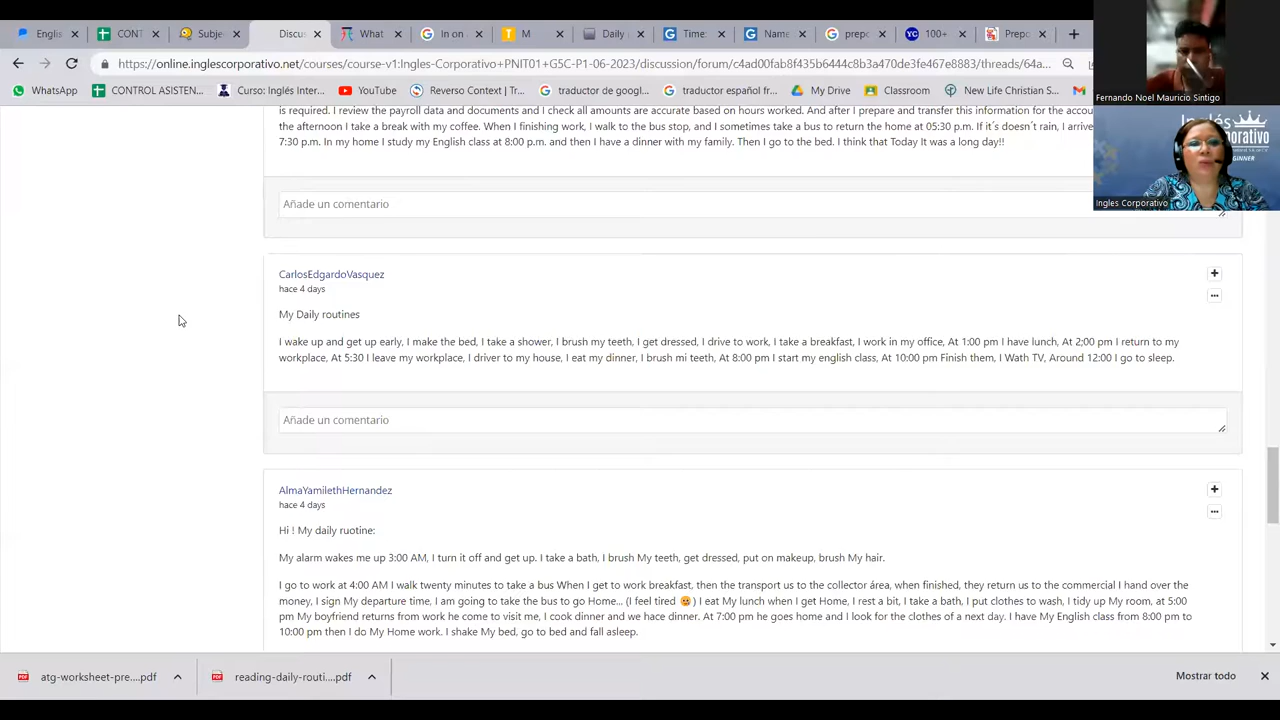 Englis
CONT
Subje
Discus
What
In on
M
Daily
Time:
Name
prepo
100+
Prepo
https://online.inglescorporativo.net/courses/course-v1:Ingles-Corporativo+PNIT01+G5C-P1-06-2023/discussion/forum/c4ad00fab8f435b6444c8b3a470de3fe467e8883/threads/64a...
WhatsApp
CONTROL ASISTEN...
Curso: Inglés Inter...
YouTube
Reverso Context | T...
traductor de googl...
traductor español fr...
My Drive
Classroom
New Life Christian S...
Fernando Noel Mauricio Sintigo
Ingles Corporativo
is required. I review the payroll data and documents and I check all amounts are accurate based on hours worked. And after I prepare and transfer this information for the accou
the afternoon I take a break with my coffee. When I finishing work, I walk to the bus stop, and I sometimes take a bus to return the home at 05:30 p.m. If it´s doesn´t rain, I arrive
7:30 p.m. In my home I study my English class at 8:00 p.m. and then I have a dinner with my family. Then I go to the bed. I think that Today It was a long day!!
Añade un comentario
CarlosEdgardoVasquez
hace 4 days
My Daily routines
I wake up and get up early, I make the bed, I take a shower, I brush my teeth, I get dressed, I drive to work, I take a breakfast, I work in my office, At 1:00 pm I have lunch, At 2;00 pm I return to my
workplace, At 5:30 I leave my workplace, I driver to my house, I eat my dinner, I brush mi teeth, At 8:00 pm I start my english class, At 10:00 pm Finish them, I Wath TV, Around 12:00 I go to sleep.
Añade un comentario
AlmaYamilethHernandez
hace 4 days
Hi ! My daily ruotine:
My alarm wakes me up 3:00 AM, I turn it off and get up. I take a bath, I brush My teeth, get dressed, put on makeup, brush My hair.
I go to work at 4:00 AM I walk twenty minutes to take a bus When I get to work breakfast, then the transport us to the collector área, when finished, they return us to the commercial I hand over the
money, I sign My departure time, I am going to take the bus to go Home... (I feel tired 😕) I eat My lunch when I get Home, I rest a bit, I take a bath, I put clothes to wash, I tidy up My room, at 5:00
pm My boyfriend returns from work he come to visit me, I cook dinner and we hace dinner. At 7:00 pm he goes home and I look for the clothes of a next day. I have My English class from 8:00 pm to
10:00 pm then I do My Home work. I shake My bed, go to bed and fall asleep.
atg-worksheet-pre....pdf
reading-daily-routi....pdf
Mostrar todo